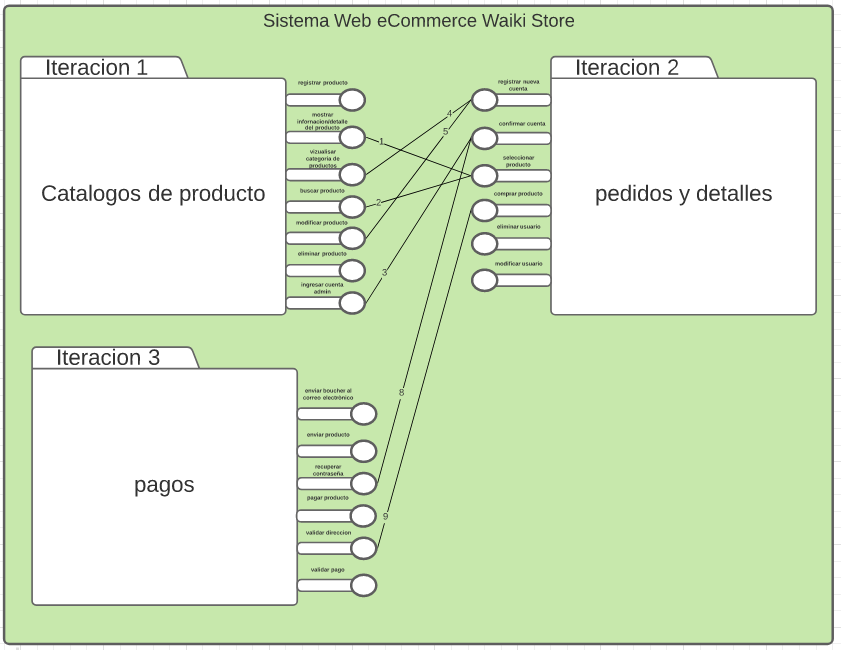 Sistema Web eCommerce Waiki Store
Iteracion 1
Catalogos de producto
registrar producto
mostrar
infornacion/detalle
del producto
vizualisar
categoria de
productos
buscar producto
modificar producto
eliminar producto
ingresar cuenta
admin
4
5
1
2
3
8
9
Iteracion 2
pedidos y detalles
registrar nueva
cuenta
confirmar cuenta
seleccionar
producto
comprar producto
eliminar usuario
modificar usuario
Iteracion 3
pagos
enviar boucher al
correo electrónico
enviar producto
recuperar
contraseña
pagar producto
validar direccion
validar pago